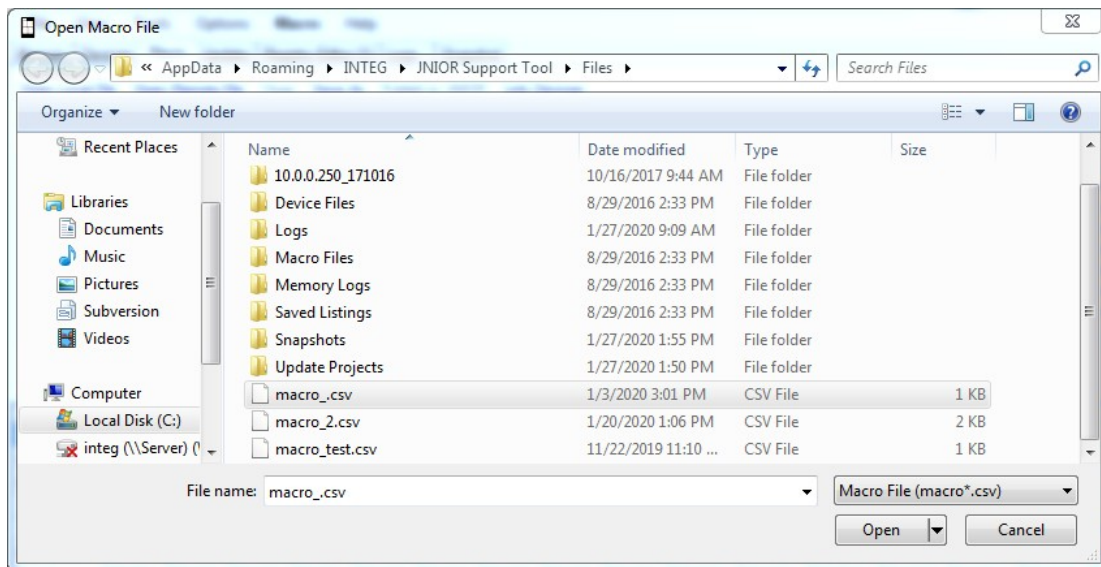 Open Macro File
Options Macro Help
« AppData Roaming INTEG JNIOR Support Tool Files Search Files
Organize New folder
Recent Places
Libraries
Documents
Music
Pictures
Subversion
Videos
Computer
Local Disk (C:)
integ (\\Server) (
Name Date modified Type Size
10.0.0.250_171016 10/16/2017 9:44 AM File folder
Device Files 8/29/2016 2:33 PM File folder
Logs 1/27/2020 9:09 AM File folder
Macro Files 8/29/2016 2:33 PM File folder
Memory Logs 8/29/2016 2:33 PM File folder
Saved Listings 8/29/2016 2:33 PM File folder
Snapshots 1/27/2020 1:55 PM File folder
Update Projects 1/27/2020 1:50 PM File folder
macro_.csv 1/3/2020 3:01 PM CSV File 1 KB
macro_2.csv 1/20/2020 1:06 PM CSV File 2 KB
macro_test.csv 11/22/2019 11:10 ... CSV File 1 KB
File name: macro_.csv Macro File (macro*.csv)
Open Cancel